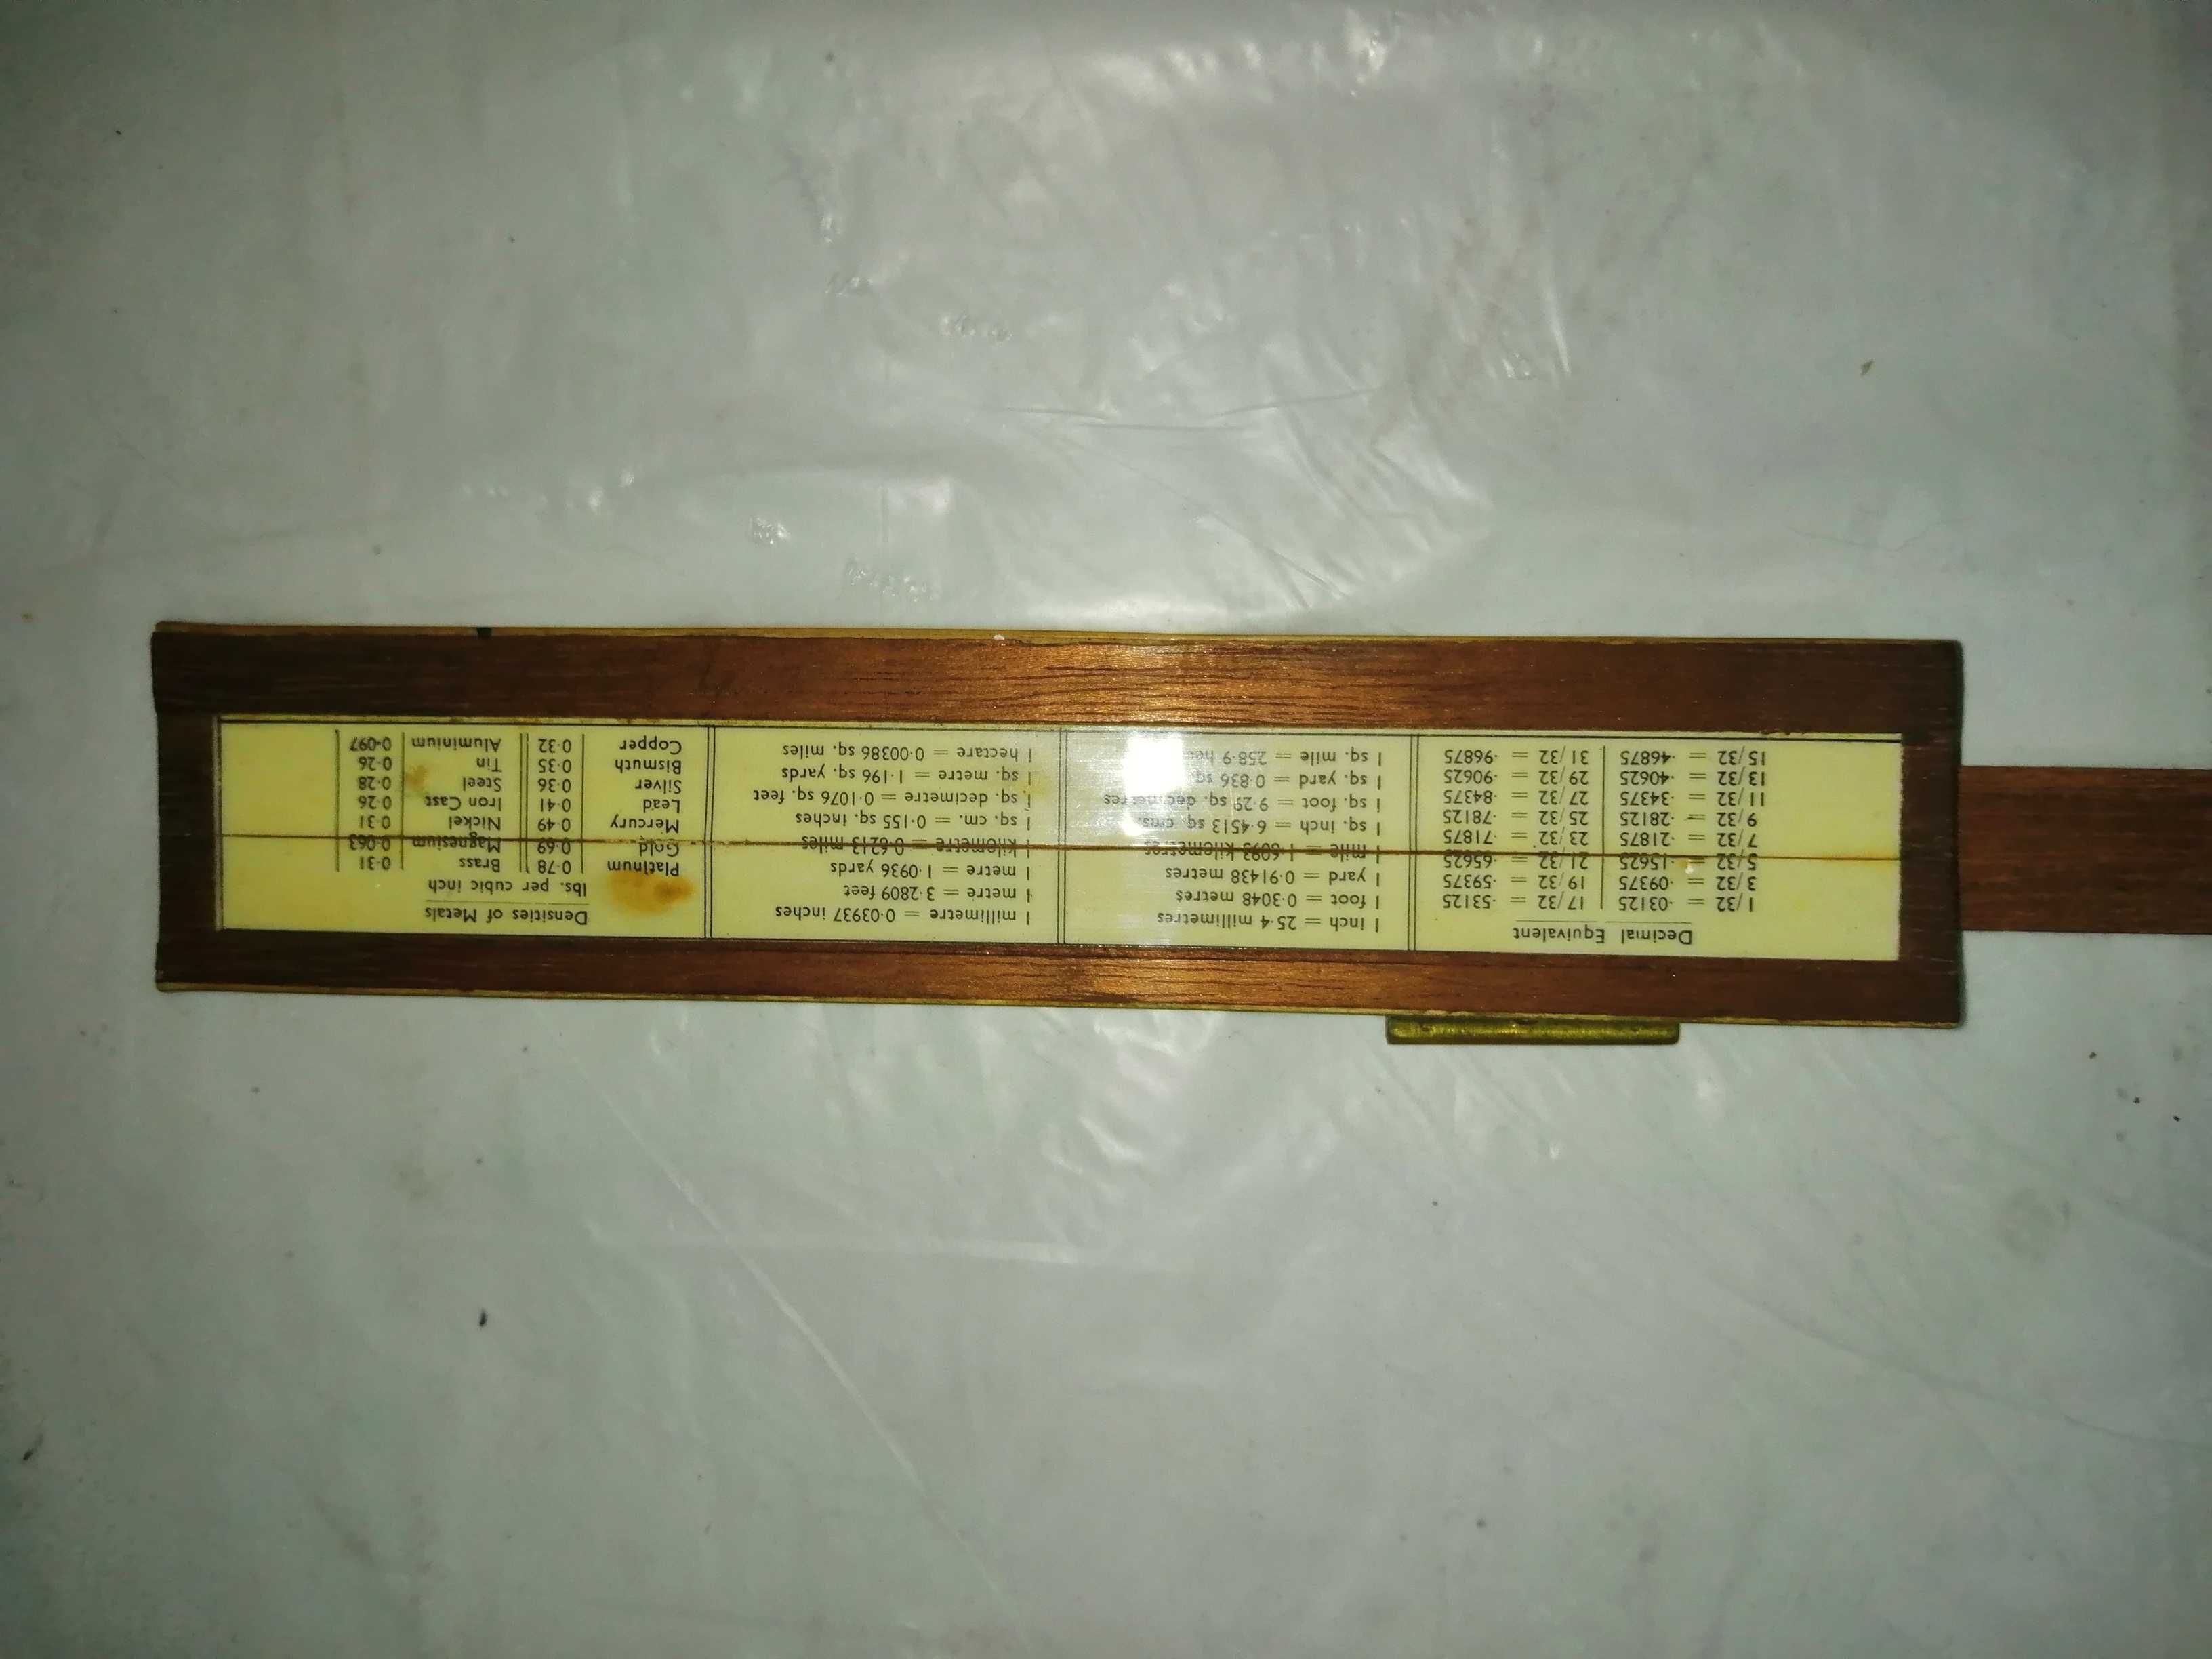 Decimal Equivalent
1/32 = ·03125 17/32 = ·53125
3/32 = ·09375 19/32 = ·59375
5/32 = ·15625 21/32 = ·65625
7/32 = ·21875 23/32 = ·71875
9/32 = ·28125 25/32 = ·78125
11/32 = ·34375 27/32 = ·84375
13/32 = ·40625 29/32 = ·90625
15/32 = ·46875 31/32 = ·96875
1 inch = 25·4 millimetres
1 foot = 0·3048 metres
1 yard = 0·91438 metres
1 mile = 1·6093 kilometres
1 sq. inch = 6·4513 sq. cms.
1 sq. foot = 9·29 sq. decimetres
1 sq. yard = 0·836 sq.
1 sq. mile = 258·9
1 millimetre = 0·03937 inches
1 metre = 3·2809 feet
1 metre = 1·0936 yards
1 kilometre = 0·6213 miles
1 sq. cm. = 0·155 sq. inches
1 sq. decimetre = 0·1076 sq. feet
1 sq. metre = 1·196 sq. yards
1 hectare = 0·00386 sq. miles
Densities of Metals
lbs. per cubic inch
Platinum 0·78 Brass 0·31
Gold 0·69 Magnesium 0·063
Mercury 0·49 Nickel 0·31
Lead 0·41 Iron Cast 0·26
Silver 0·36 Steel 0·28
Bismuth 0·35 Tin 0·26
Copper 0·32 Aluminium 0·097